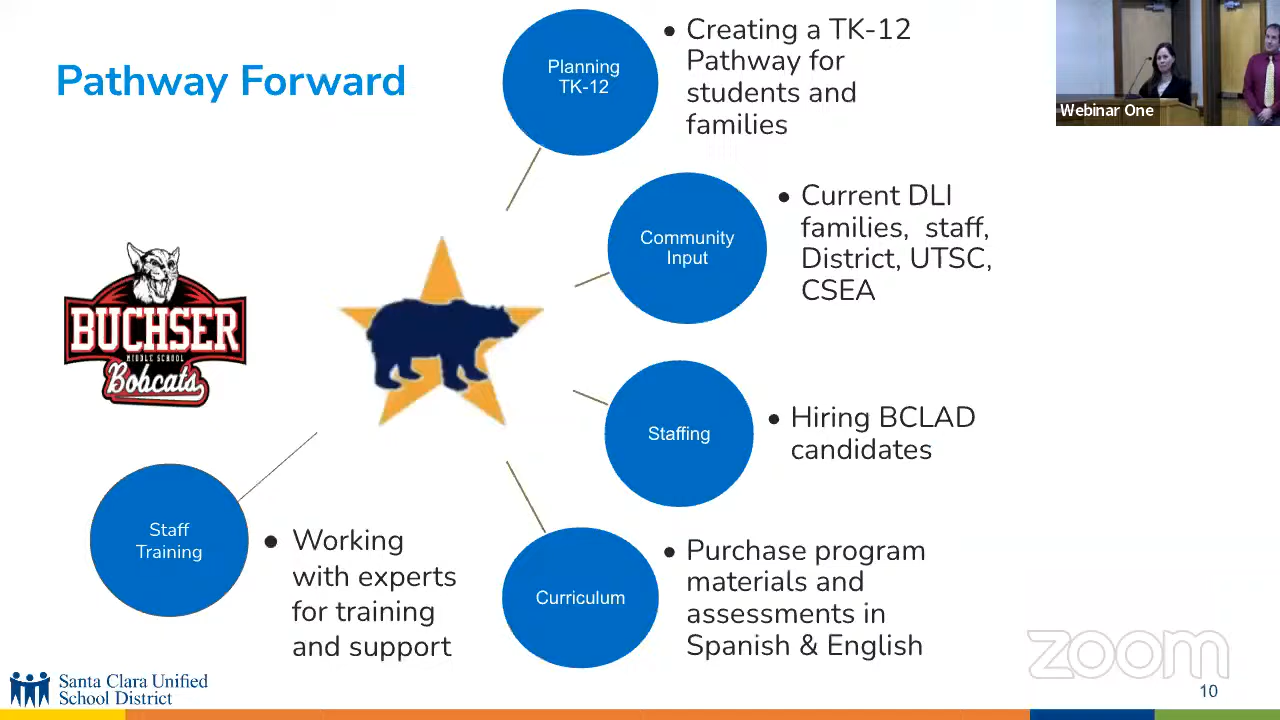 Pathway Forward
Planning
TK-12
• Creating a TK-12
Pathway for
students and
families
Webinar One
Community
Input
• Current DLI
families, staff,
District, UTSC,
CSEA
BUCHSER
MIDDLE SCHOOL
Bobcats
Staffing
• Hiring BCLAD
candidates
Staff
Training
• Working
with experts
for training
and support
Curriculum
• Purchase program
materials and
assessments in
Spanish & English
zoom
Santa Clara Unified
School District
10